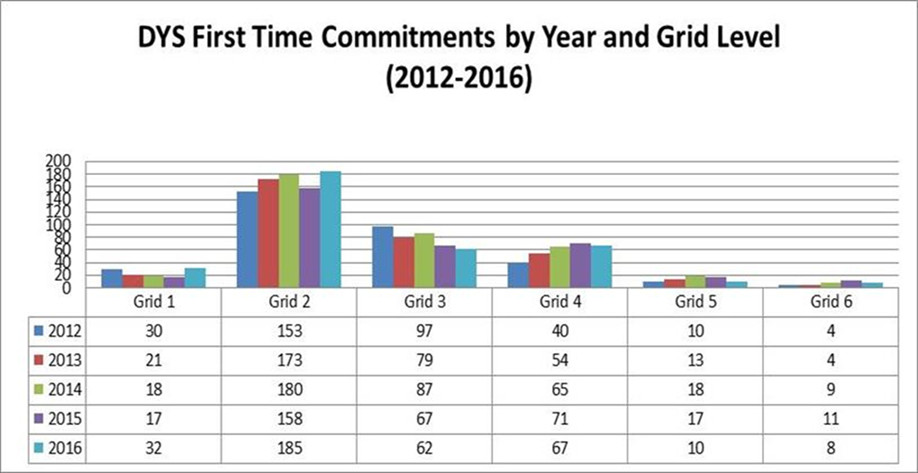 DYS First Time Commitments by Year and Grid Level
(2012-2016)
200
180
160
140
120
100
80
60
40
20
0
Grid 1 Grid 2 Grid 3 Grid 4 Grid 5 Grid 6
2012 30 153 97 40 10 4
2013 21 173 79 54 13 4
2014 18 180 87 65 18 9
2015 17 158 67 71 17 11
2016 32 185 62 67 10 8